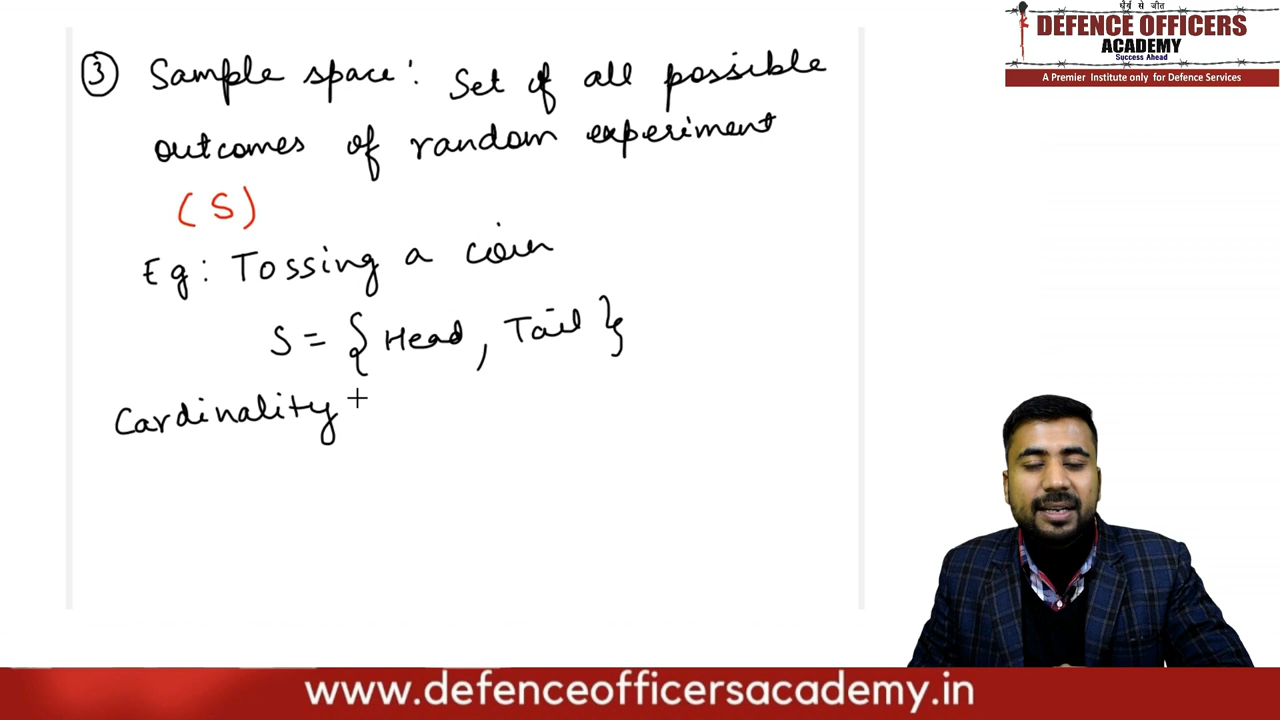 ③ Sample space : Set of all possible
outcomes of random experiment
(S)
Eg : Tossing a coin
S = { Head, Tail }
Cardinality
धैर्य से जीत
DEFENCE OFFICERS
ACADEMY
Success Ahead
A Premier Institute only for Defence Services
www.defenceofficersacademy.in